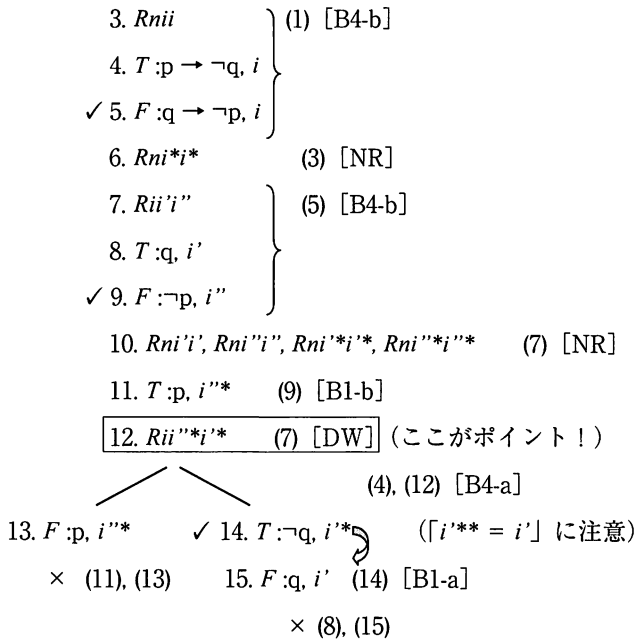 3. Rnii (1) [B4-b]
4. T :p → ¬q, i
✓ 5. F :q → ¬p, i
6. Rni*i* (3) [NR]
7. Rii'i" (5) [B4-b]
8. T :q, i'
✓ 9. F :¬p, i"
10. Rni'i', Rni"i", Rni'*i'*, Rni"*i"* (7) [NR]
11. T :p, i"* (9) [B1-b]
12. Rii"*i'* (7) [DW] (ここがポイント！)
(4), (12) [B4-a]
13. F :p, i"* ✓ 14. T :¬q, i'* (「i'** = i'」に注意)
× (11), (13) 15. F :q, i' (14) [B1-a]
× (8), (15)